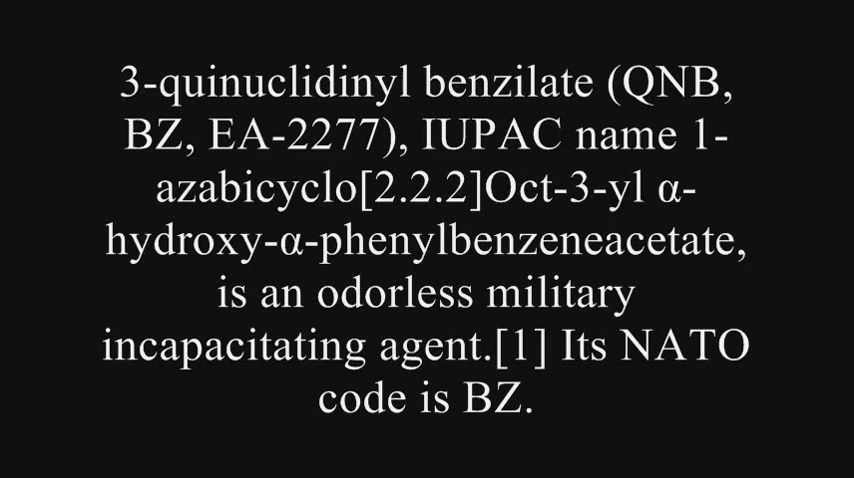 3-quinuclidinyl benzilate (QNB,
BZ, EA-2277), IUPAC name 1-
azabicyclo[2.2.2]Oct-3-yl α-
hydroxy-α-phenylbenzeneacetate,
is an odorless military
incapacitating agent.[1] Its NATO
code is BZ.